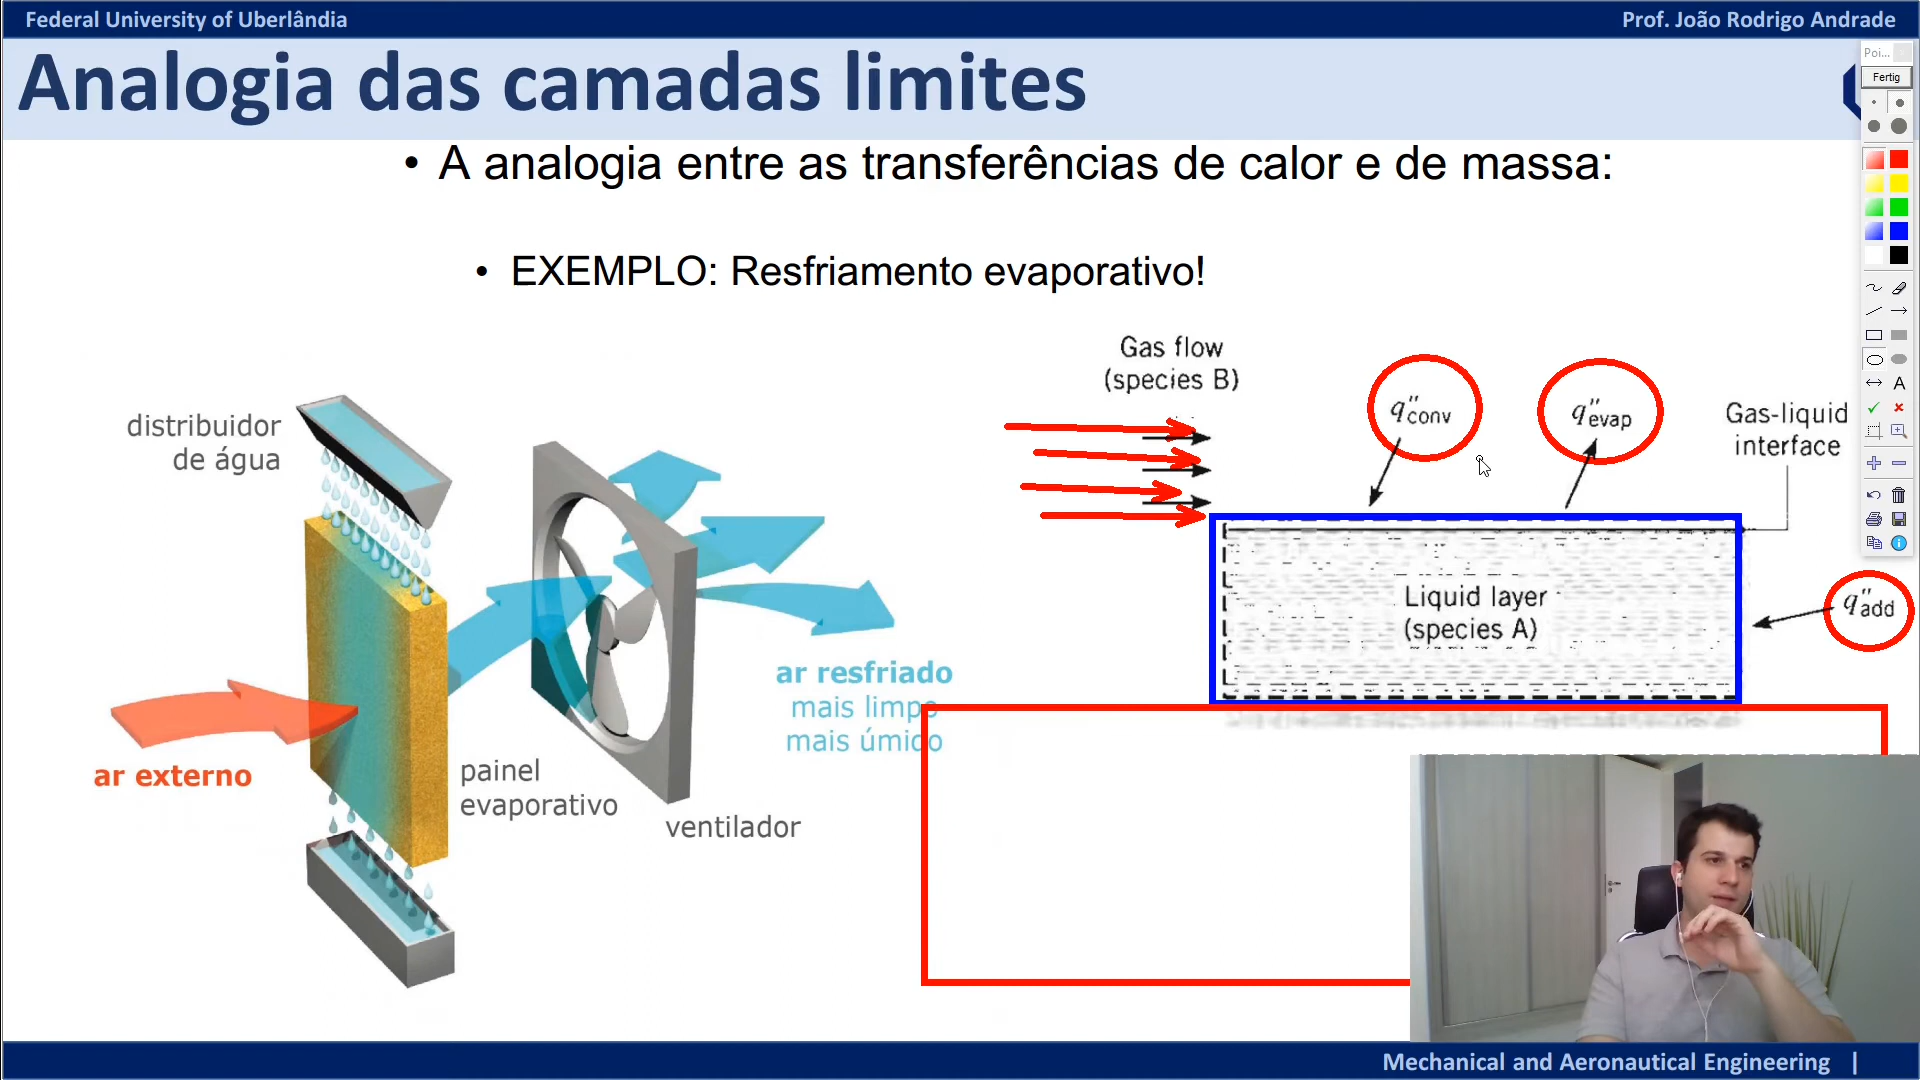 Federal University of Uberlândia
Prof. João Rodrigo Andrade
Analogia das camadas limites
• A analogia entre as transferências de calor e de massa:
• EXEMPLO: Resfriamento evaporativo!
distribuidor
de água
ar externo
painel
evaporativo
ventilador
ar resfriado
mais limpo
mais úmido
Gas flow
(species B)
q''conv
q''evap
Gas-liquid
interface
Liquid layer
(species A)
q''add
Poi...
Fertig
A
Mechanical and Aeronautical Engineering |